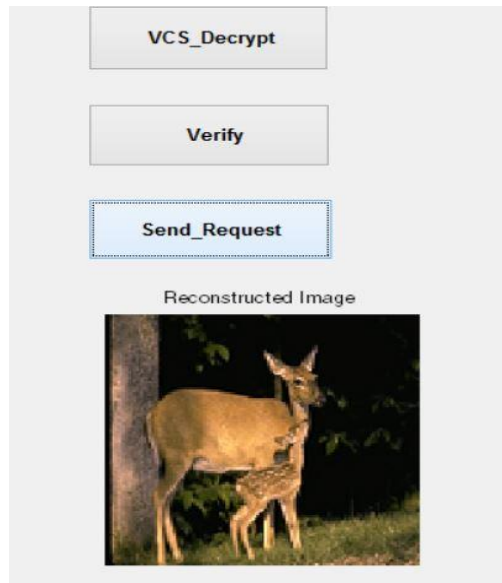 VCS_Decrypt
Verify
Send_Request
Reconstructed Image